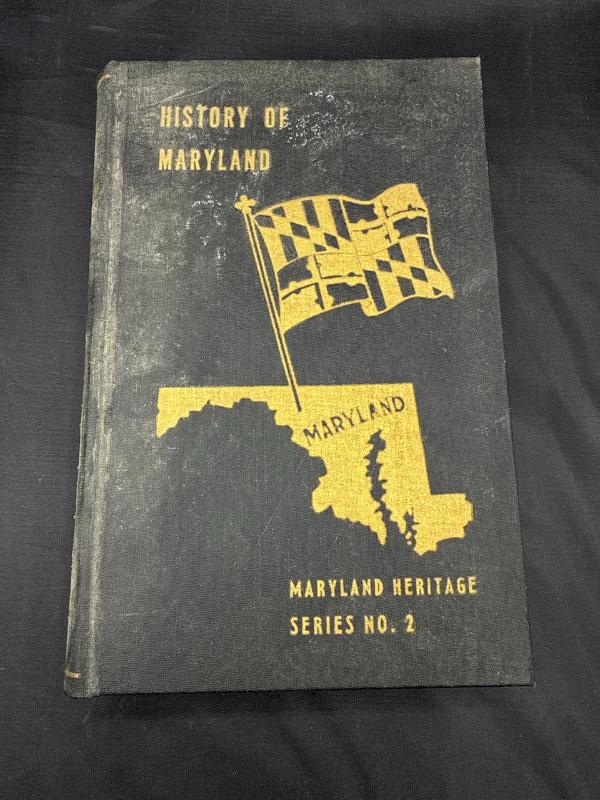 HISTORY OF
MARYLAND
MARYLAND
MARYLAND HERITAGE
SERIES NO. 2